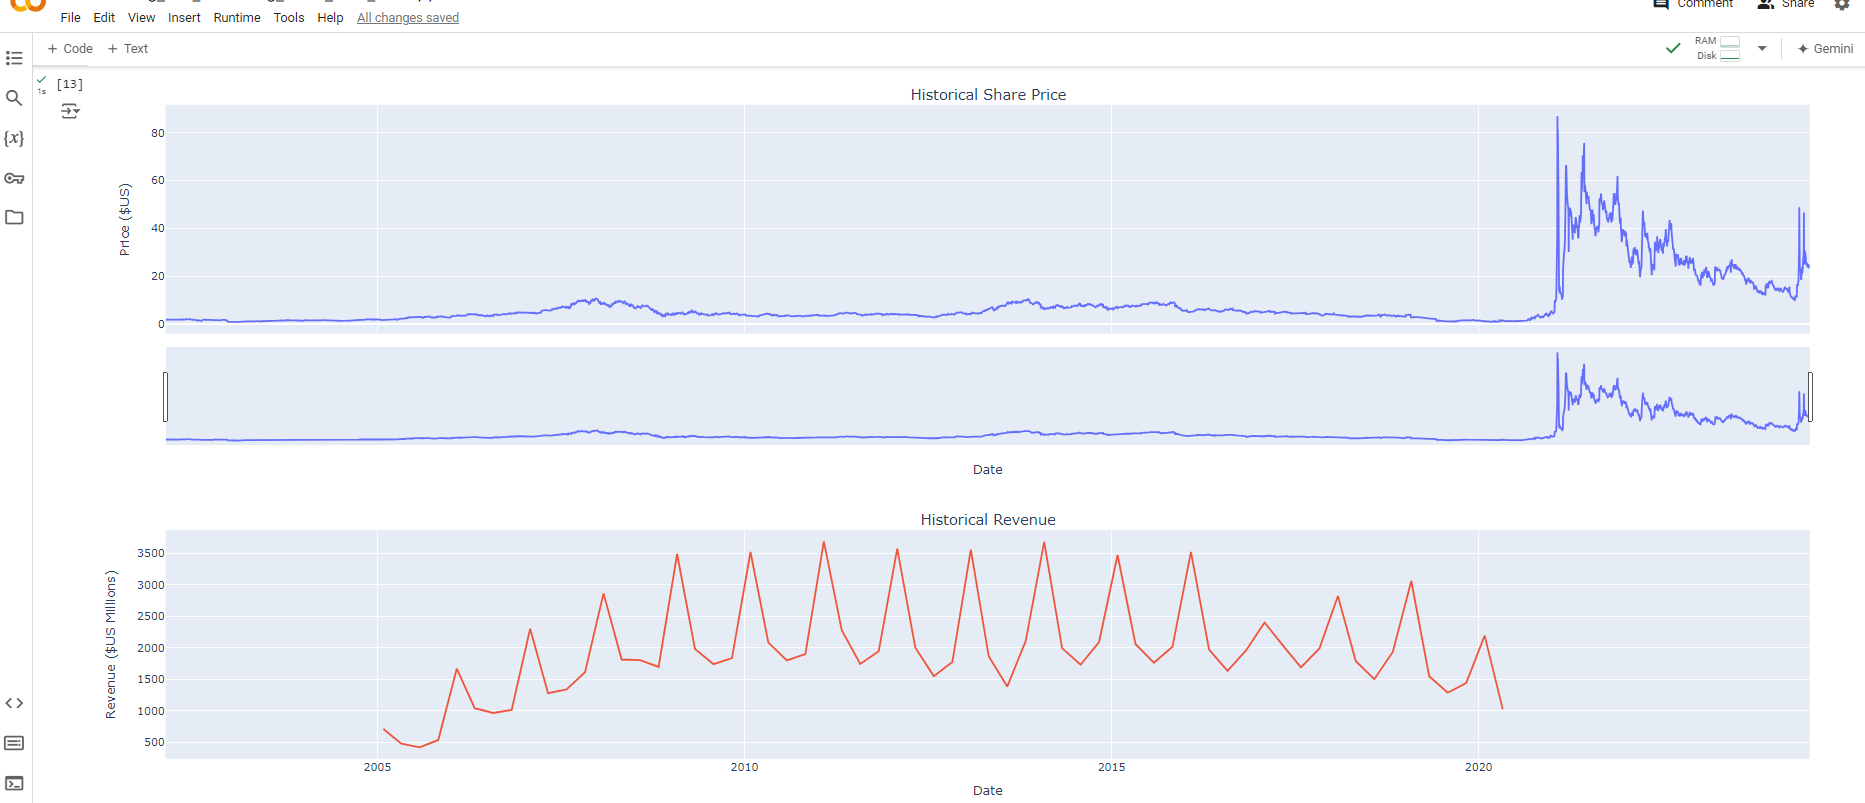 Comment Share
File Edit View Insert Runtime Tools Help All changes saved
+ Code + Text
RAM
Disk
Gemini
1s
[13]
{x}
Historical Share Price
80
60
40
20
0
Price ($US)
Date
Historical Revenue
3500
3000
2500
2000
1500
1000
500
Revenue ($US Millions)
2005 2010 2015 2020
Date